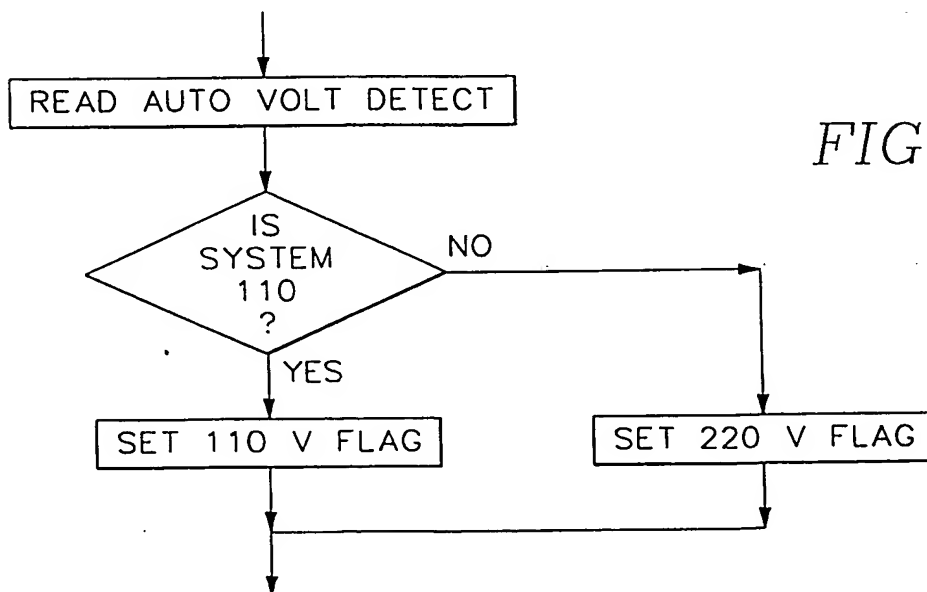 READ AUTO VOLT DETECT
FIG
IS
SYSTEM
110
?
NO
YES
SET 110 V FLAG
SET 220 V FLAG